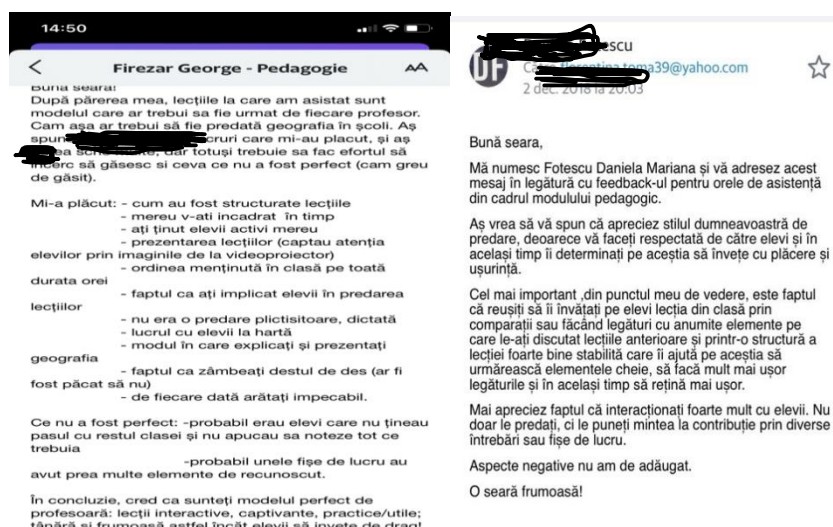 14:50
Firezar George - Pedagogie
AA
Bună seara!
După părerea mea, lecțiile la care am asistat sunt
modelul care ar trebui sa fie urmat de fiecare profesor.
Cam așa ar trebui să fie predată geografia în școli. Aș
spun cruri care mi-au placut, și aș
dar totuși trebuie sa fac efortul să
încerc să găsesc si ceva ce nu a fost perfect (cam greu
de găsit).
Mi-a plăcut: - cum au fost structurate lecțiile
- mereu v-ati incadrat în timp
- ați ținut elevii activi mereu
- prezentarea lecțiilor (captau atenția
elevilor prin imaginile de la videoproiector)
- ordinea menținută în clasă pe toată
durata orei
- faptul ca ați implicat elevii în predarea
lecțiilor
- nu era o predare plictisitoare, dictată
- lucrul cu elevii la hartă
- modul în care explicați și prezentați
geografia
- faptul ca zâmbeați destul de des (ar fi
fost păcat să nu)
- de fiecare dată arătați impecabil.
Ce nu a fost perfect: -probabil erau elevi care nu țineau
pasul cu restul clasei și nu apucau sa noteze tot ce
trebuia
-probabil unele fișe de lucru au
avut prea multe elemente de recunoscut.
În concluzie, cred ca sunteți modelul perfect de
profesoară: lecții interactive, captivante, practice/utile;
tânără și frumoasă astfel încât elevii să invete de drag!
DF
escu
toma39@yahoo.com
2 dec. 2018 la 20:03
Bună seara,
Mă numesc Fotescu Daniela Mariana și vă adresez acest
mesaj în legătură cu feedback-ul pentru orele de asistență
din cadrul modulului pedagogic.
Aș vrea să vă spun că apreciez stilul dumneavoastră de
predare, deoarece vă faceți respectată de către elevi și în
același timp îi determinați pe aceștia să învețe cu plăcere și
ușurință.
Cel mai important ,din punctul meu de vedere, este faptul
că reușiți să îi învățați pe elevi lecția din clasă prin
comparații sau făcând legături cu anumite elemente pe
care le-ați discutat lecțiile anterioare și printr-o structură a
lecției foarte bine stabilită care îi ajută pe aceștia să
urmărească elementele cheie, să facă mult mai ușor
legăturile și în același timp să rețină mai ușor.
Mai apreciez faptul că interacționați foarte mult cu elevii. Nu
doar le predați, ci le puneți mintea la contribuție prin diverse
întrebări sau fișe de lucru.
Aspecte negative nu am de adăugat.
O seară frumoasă!